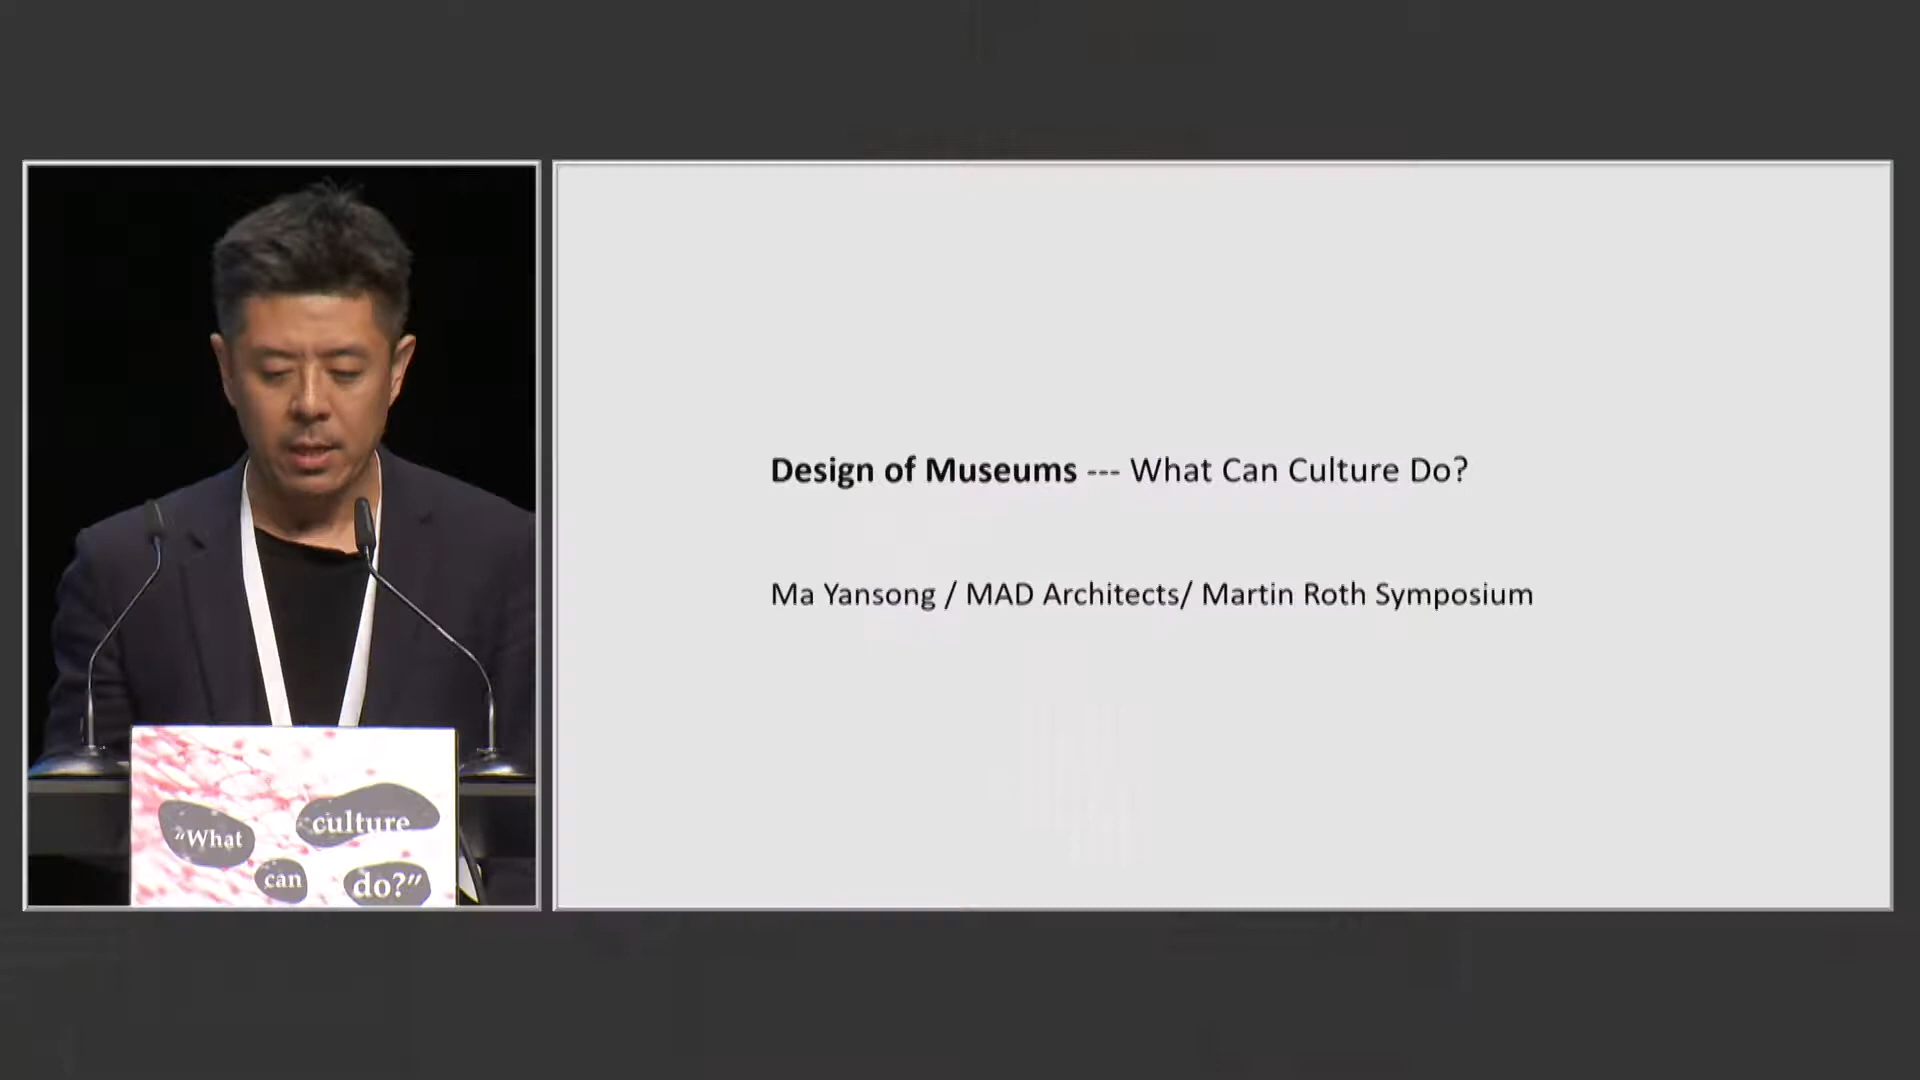 Design of Museums --- What Can Culture Do?
Ma Yansong / MAD Architects/ Martin Roth Symposium
"What
culture
can
do?"